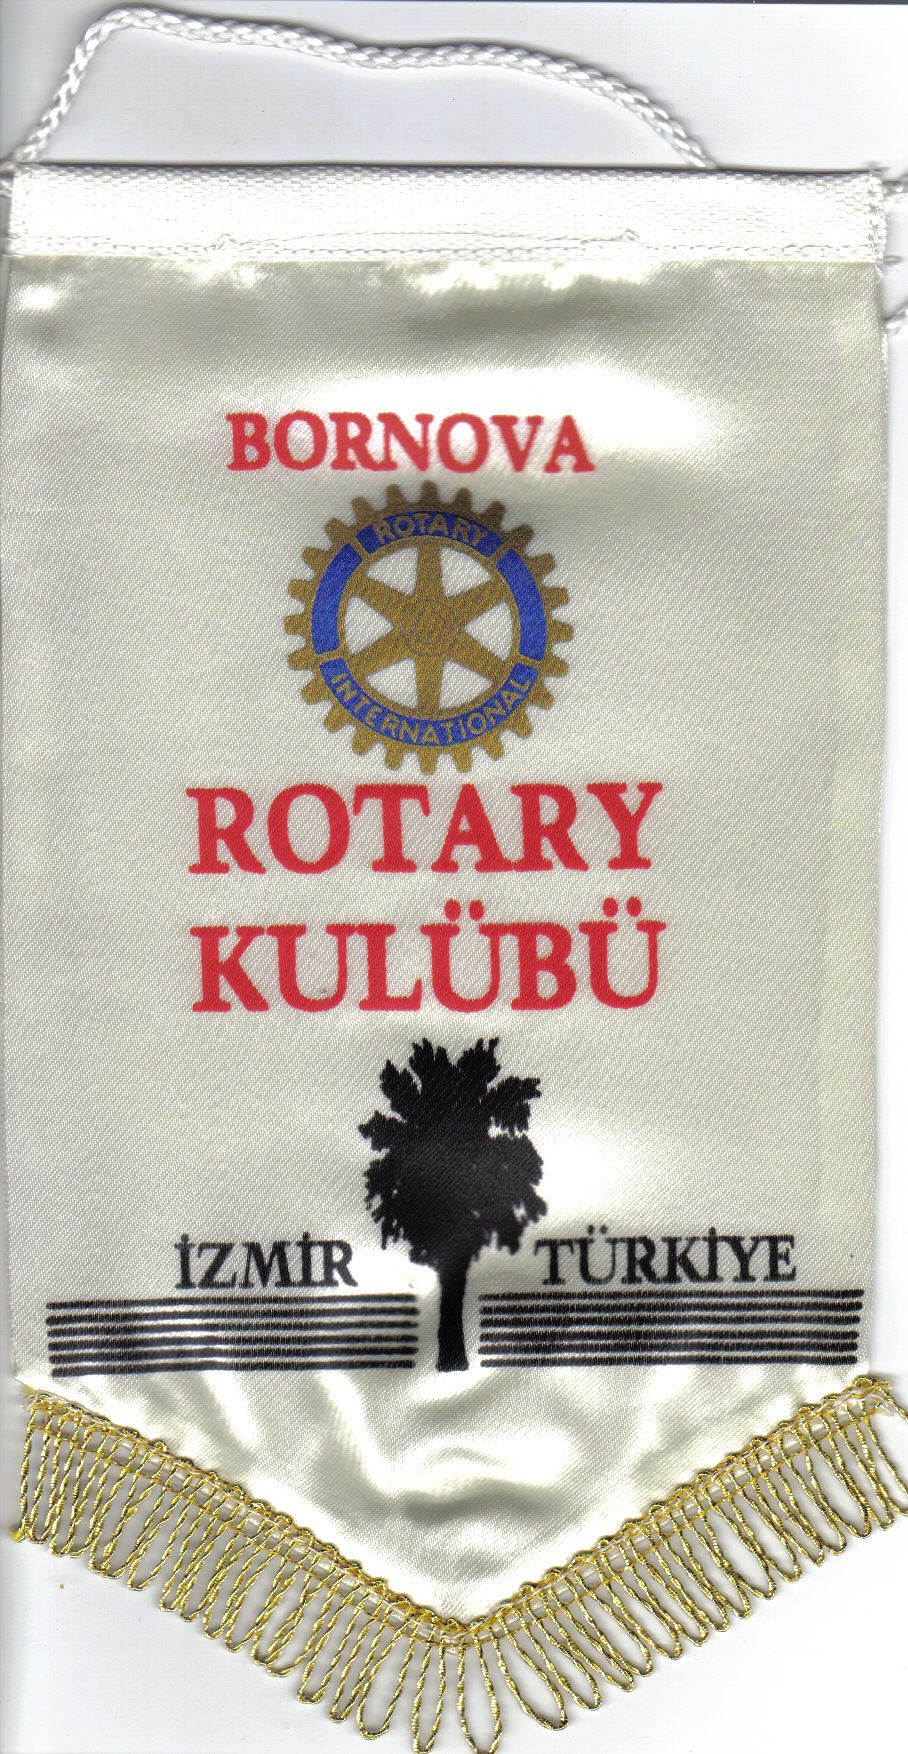 BORNOVA
ROTARY
INTERNATIONAL
ROTARY
KULÜBÜ
İZMİR TÜRKİYE